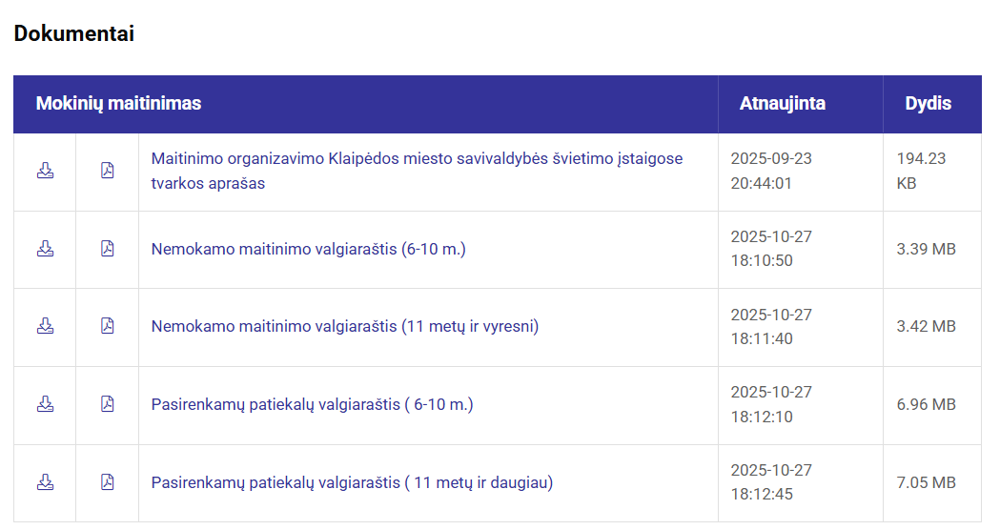 Dokumentai
Mokinių maitinimas Atnaujinta Dydis
Maitinimo organizavimo Klaipėdos miesto savivaldybės švietimo įstaigose 2025-09-23 194.23
tvarkos aprašas 20:44:01 KB
2025-10-27
Nemokamo maitinimo valgiaraštis (6-10 m.) 3.39 MB
18:10:50
2025-10-27
Nemokamo maitinimo valgiaraštis (11 metų ir vyresni) 3.42 MB
18:11:40
2025-10-27
Pasirenkamų patiekalų valgiaraštis ( 6-10 m.) 6.96 MB
18:12:10
2025-10-27
Pasirenkamų patiekalų valgiaraštis ( 11 metų ir daugiau) 7.05 MB
18:12:45